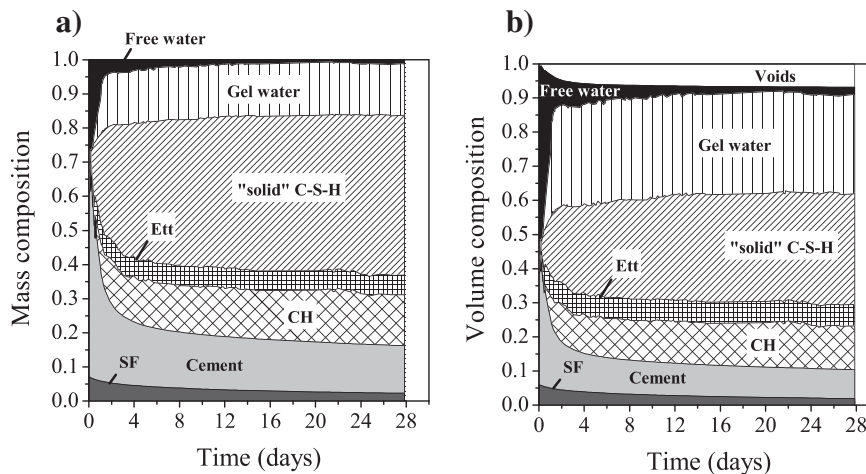 a)
Free water
1.0
0.9
0.8
0.7
0.6
0.5
0.4
0.3
0.2
0.1
0.0
Mass composition
Gel water
"solid" C-S-H
Ett
CH
SF
Cement
0 4 8 12 16 20 24 28
Time (days)
b)
1.0
0.9
0.8
0.7
0.6
0.5
0.4
0.3
0.2
0.1
0.0
Volume composition
Voids
Free water
Gel water
"solid" C-S-H
Ett
CH
SF
Cement
0 4 8 12 16 20 24 28
Time (days)